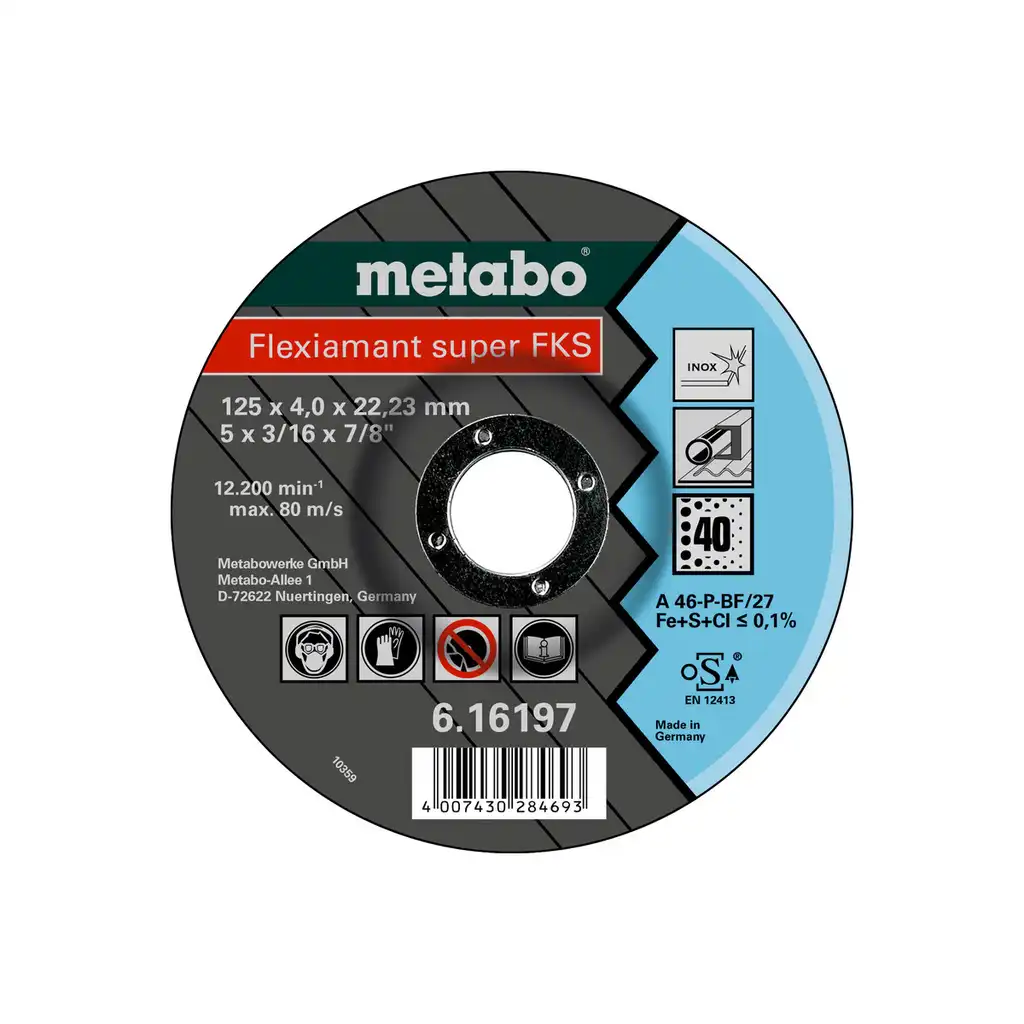 metabo®
Flexiamant super FKS
125 x 4,0 x 22,23 mm
5 x 3/16 x 7/8"
12.200 min⁻¹
max. 80 m/s
Metabowerke GmbH
Metabo-Allee 1
D-72622 Nuertingen, Germany
INOX
40
A 46-P-BF/27
Fe+S+Cl ≤ 0,1%
oSA®
EN 12413
Made in
Germany
6.16197
10359
4 007430 284693